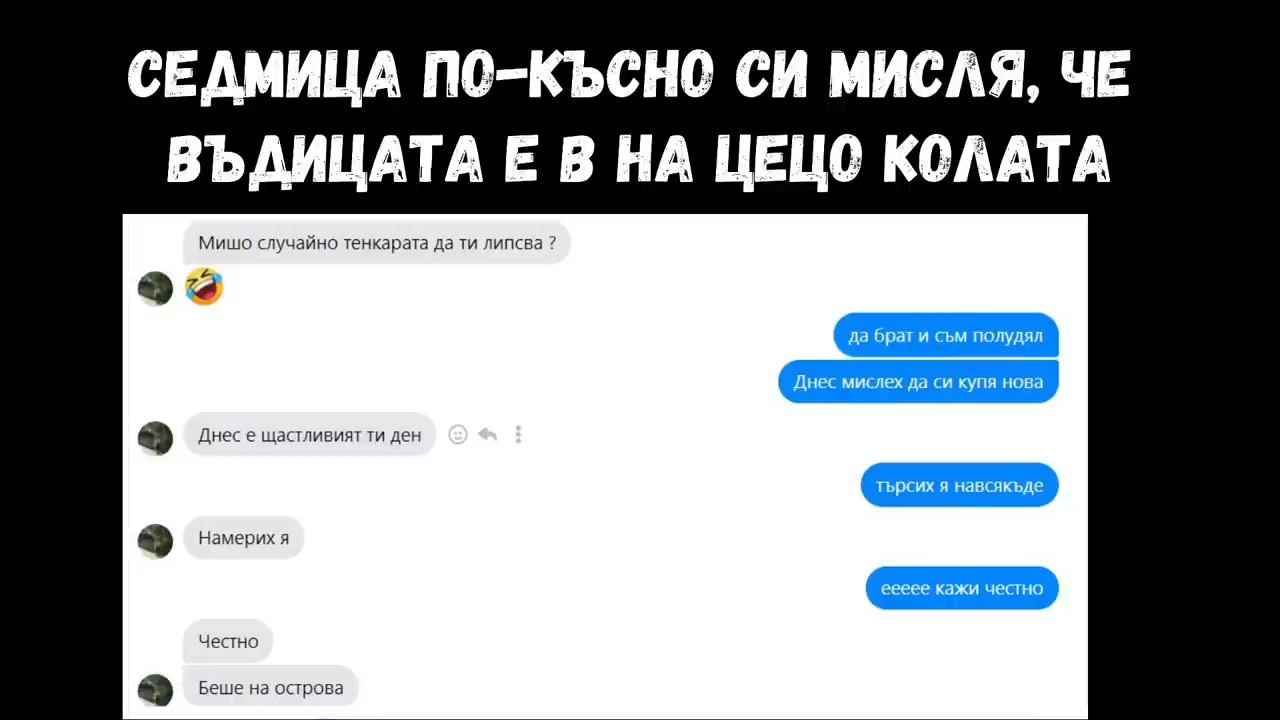 СЕДМИЦА ПО-КЪСНО СИ МИСЛЯ, ЧЕ
ВЪДИЦАТА Е В НА ЦЕЦО КОЛАТА
Мишо случайно тенкарата да ти липсва ?
🤣
да брат и съм полудял
Днес мислех да си купя нова
Днес е щастливият ти ден
търсих я навсякъде
Намерих я
еееее кажи честно
Честно
Беше на острова